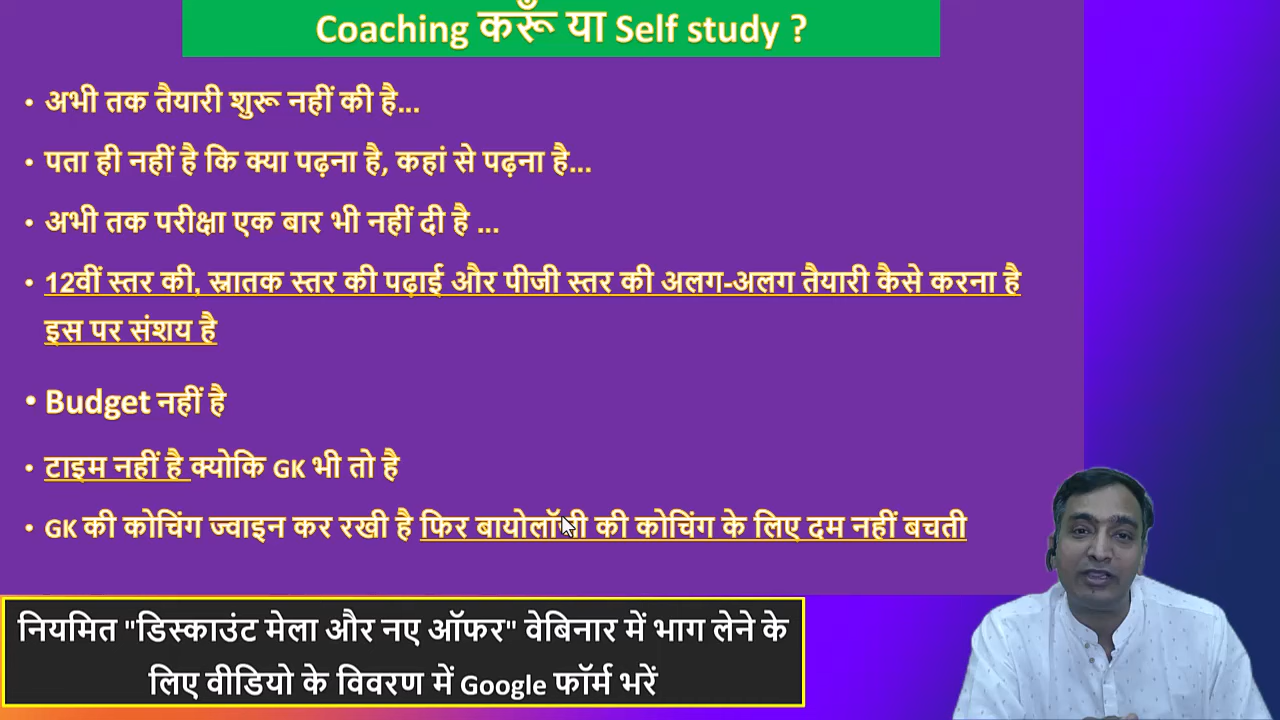 Coaching करूँ या Self study ?
• अभी तक तैयारी शुरू नहीं की है...
• पता ही नहीं है कि क्या पढ़ना है, कहां से पढ़ना है...
• अभी तक परीक्षा एक बार भी नहीं दी है ...
• 12वीं स्तर की, स्नातक स्तर की पढ़ाई और पीजी स्तर की अलग-अलग तैयारी कैसे करना है
इस पर संशय है
• Budget नहीं है
• टाइम नहीं है क्योकि GK भी तो है
• GK की कोचिंग ज्वाइन कर रखी है फिर बायोलॉजी की कोचिंग के लिए दम नहीं बचती
नियमित "डिस्काउंट मेला और नए ऑफर" वेबिनार में भाग लेने के
लिए वीडियो के विवरण में Google फॉर्म भरें